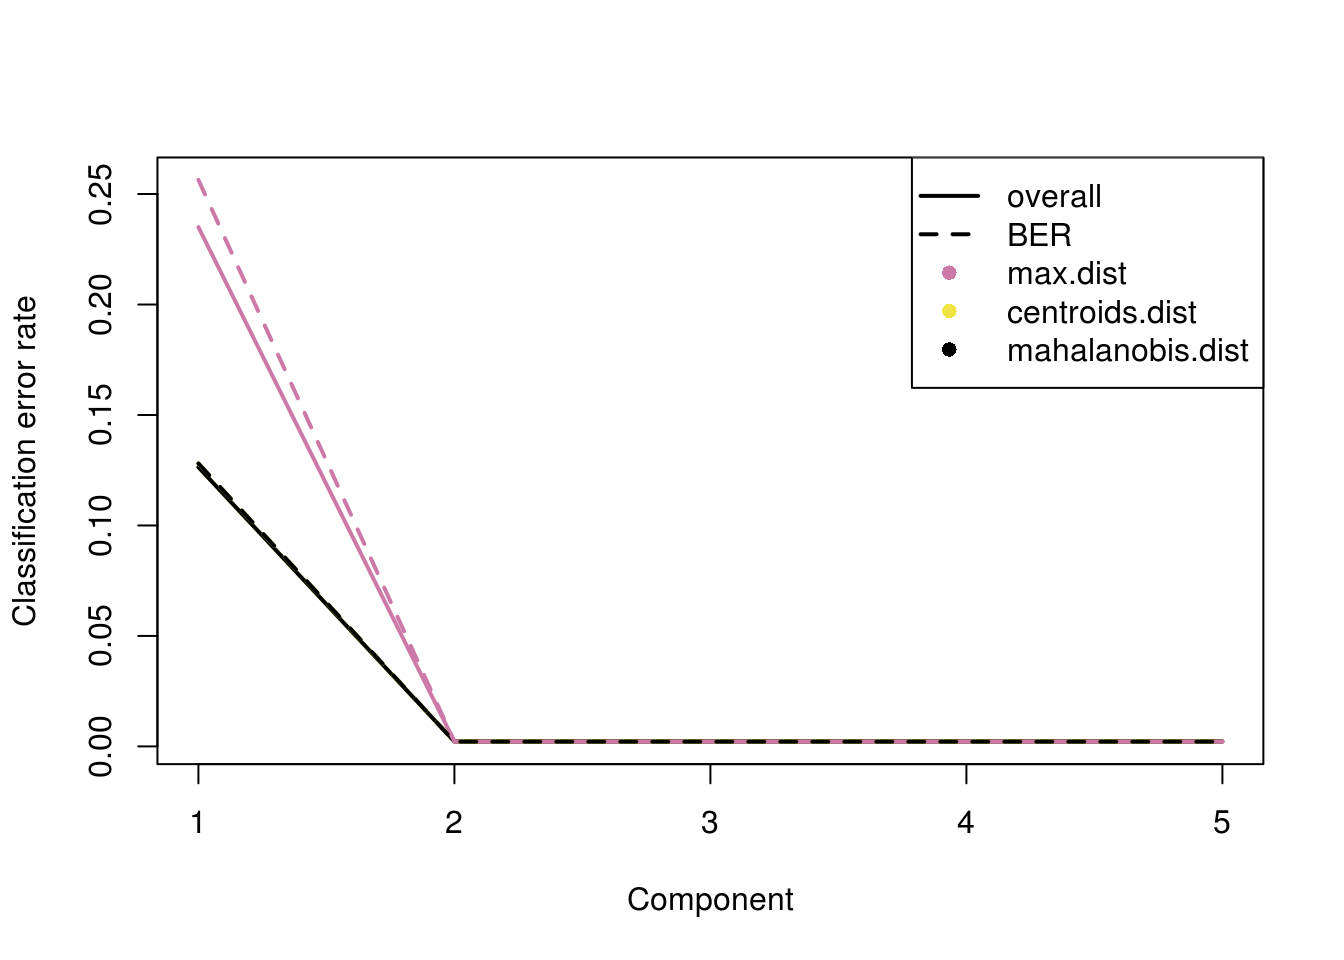 0.25
0.20
0.15
0.10
0.05
0.00
Classification error rate
overall
BER
max.dist
centroids.dist
mahalanobis.dist
1 2 3 4 5
Component